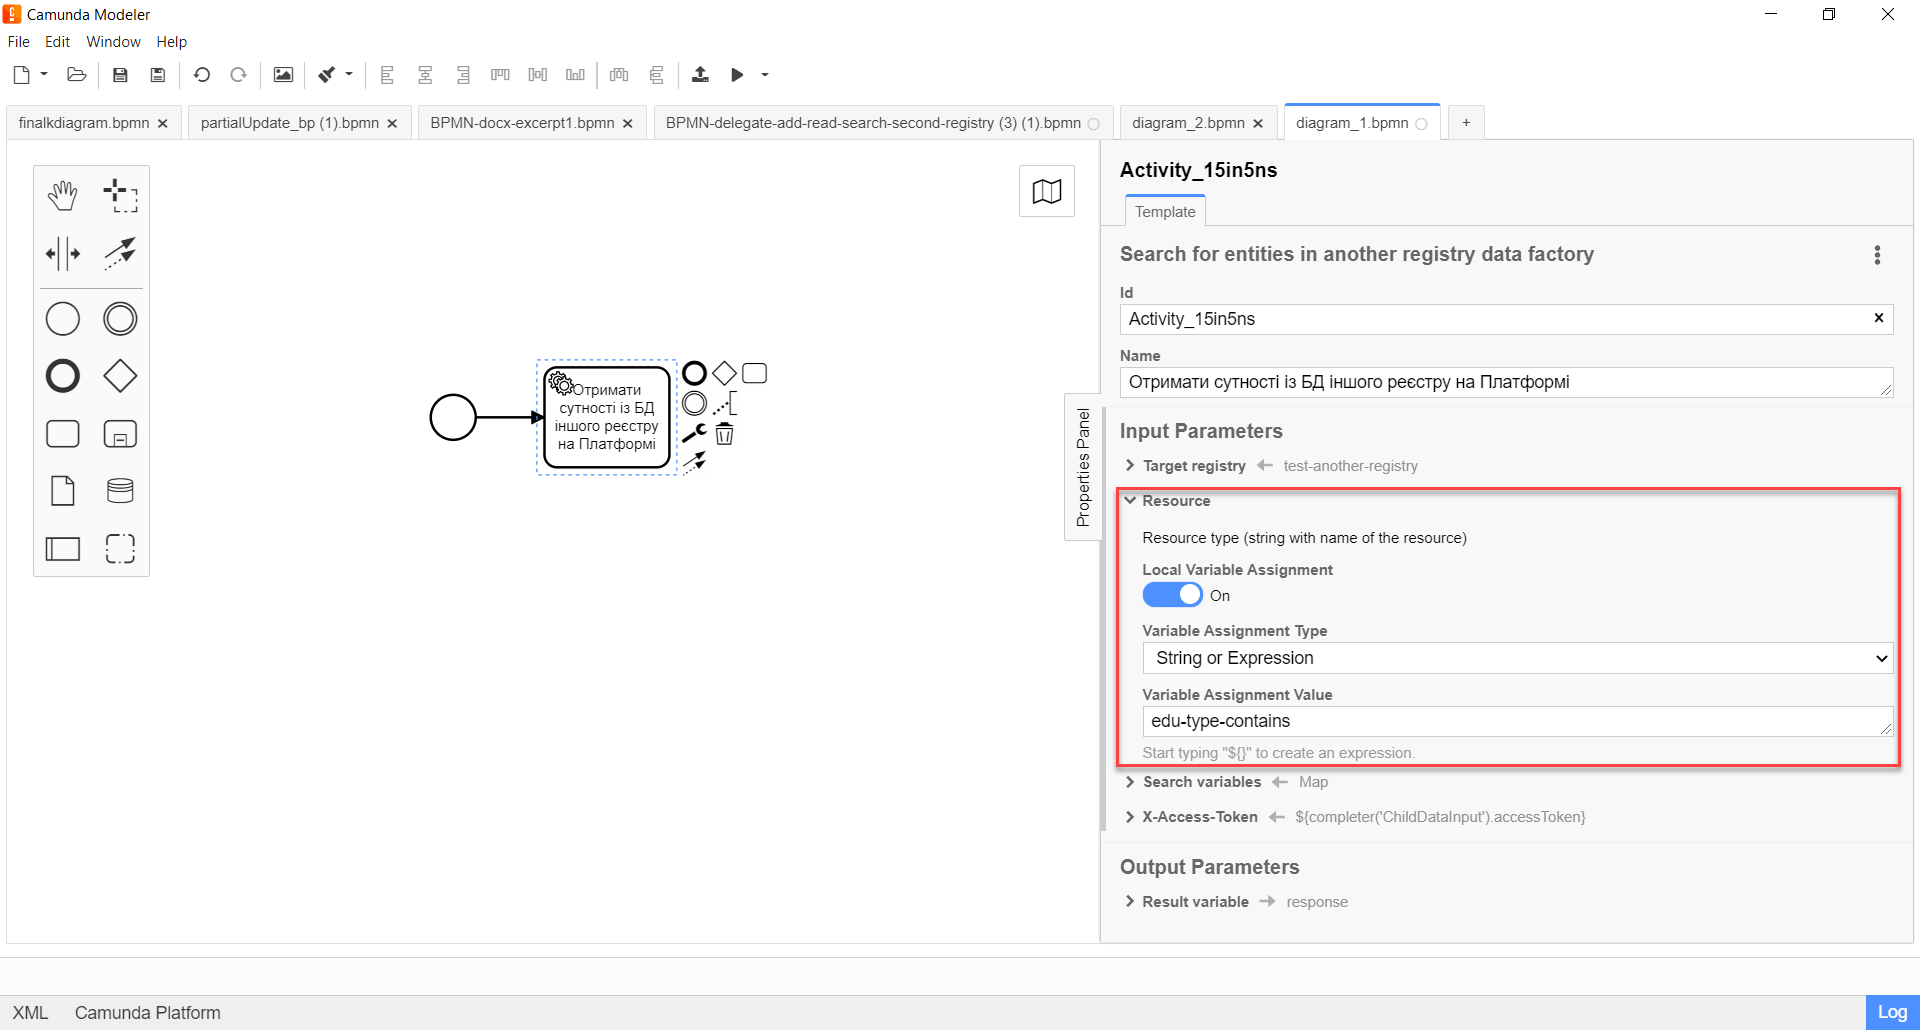 Camunda Modeler
File Edit Window Help
finalkdiagram.bpmn
partialUpdate_bp (1).bpmn
BPMN-docx-excerpt1.bpmn
BPMN-delegate-add-read-search-second-registry (3) (1).bpmn
diagram_2.bpmn
diagram_1.bpmn
+
Отримати
сутності із БД
іншого реєстру
на Платформі
Properties Panel
Activity_15in5ns
Template
Search for entities in another registry data factory
Id
Activity_15in5ns
Name
Отримати сутності із БД іншого реєстру на Платформі
Input Parameters
Target registry ← test-another-registry
Resource
Resource type (string with name of the resource)
Local Variable Assignment
On
Variable Assignment Type
String or Expression
Variable Assignment Value
edu-type-contains
Start typing "${}" to create an expression.
Search variables ← Map
X-Access-Token ← ${completer('ChildDataInput').accessToken}
Output Parameters
Result variable → response
XML Camunda Platform
Log